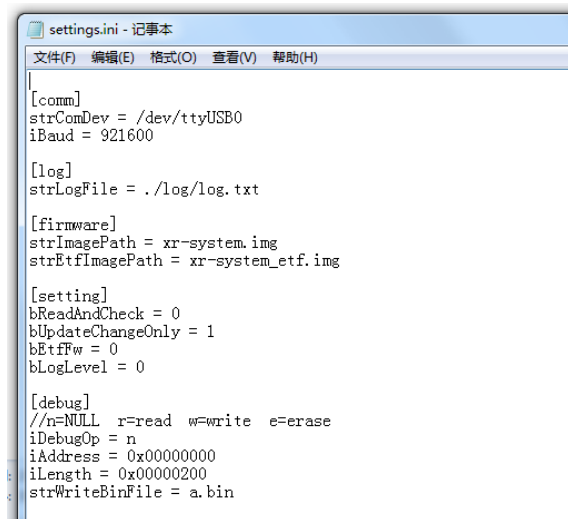 settings.ini - 记事本
文件(F) 编辑(E) 格式(O) 查看(V) 帮助(H)
[comm]
strComDev = /dev/ttyUSB0
iBaud = 921600
[log]
strLogFile = ./log/log.txt
[firmware]
strImagePath = xr-system.img
strEtfImagePath = xr-system_etf.img
[setting]
bReadAndCheck = 0
bUpdateChangeOnly = 1
bEtfFw = 0
bLogLevel = 0
[debug]
//n=NULL  r=read  w=write  e=erase
iDebugOp = n
iAddress = 0x00000000
iLength = 0x00000200
strWriteBinFile = a.bin